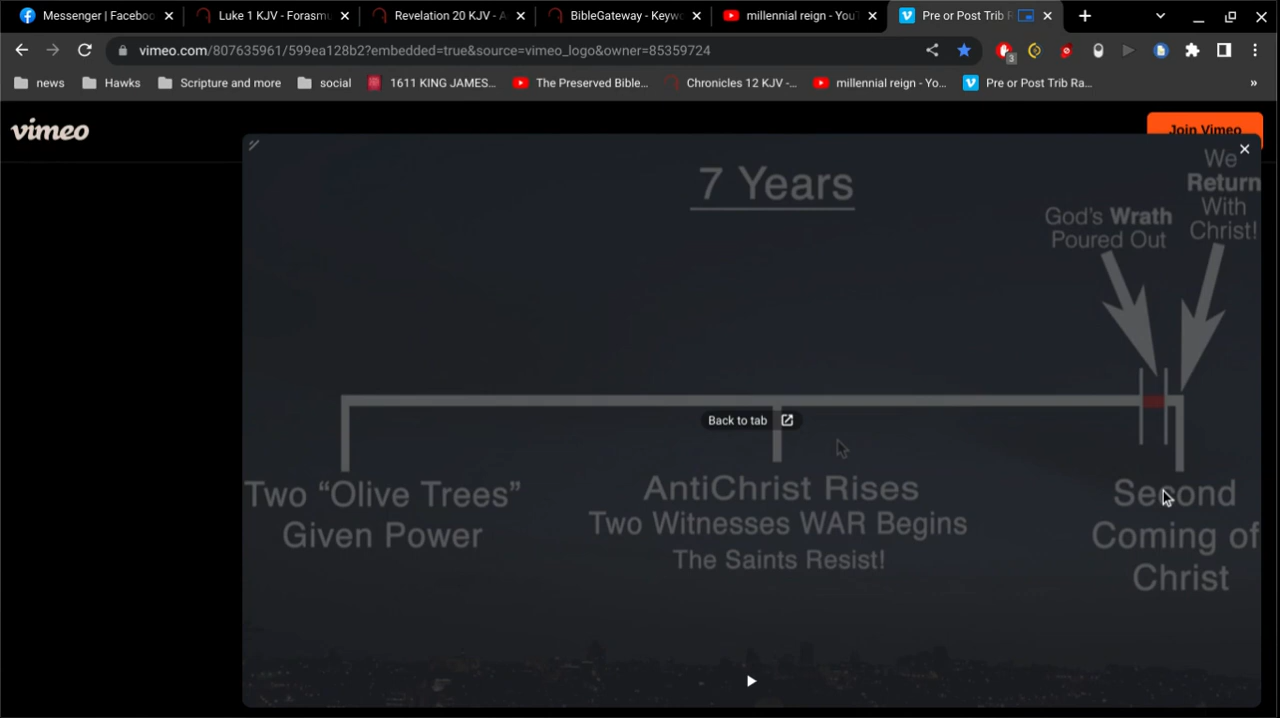 Messenger | Faceboo
Luke 1 KJV - Forasmu
Revelation 20 KJV - A
BibleGateway - Keywo
millennial reign - YouT
Pre or Post Trib R
vimeo.com/807635961/599ea128b2?embedded=true&source=vimeo_logo&owner=85359724
3
news
Hawks
Scripture and more
social
1611 KING JAMES...
The Preserved Bible...
Chronicles 12 KJV -...
millennial reign - Yo...
Pre or Post Trib Ra...
»
vimeo
Join Vimeo
7 Years
God's Wrath
Poured Out
We
Return
With
Christ!
Back to tab
Two “Olive Trees”
Given Power
AntiChrist Rises
Two Witnesses WAR Begins
The Saints Resist!
Second
Coming of
Christ